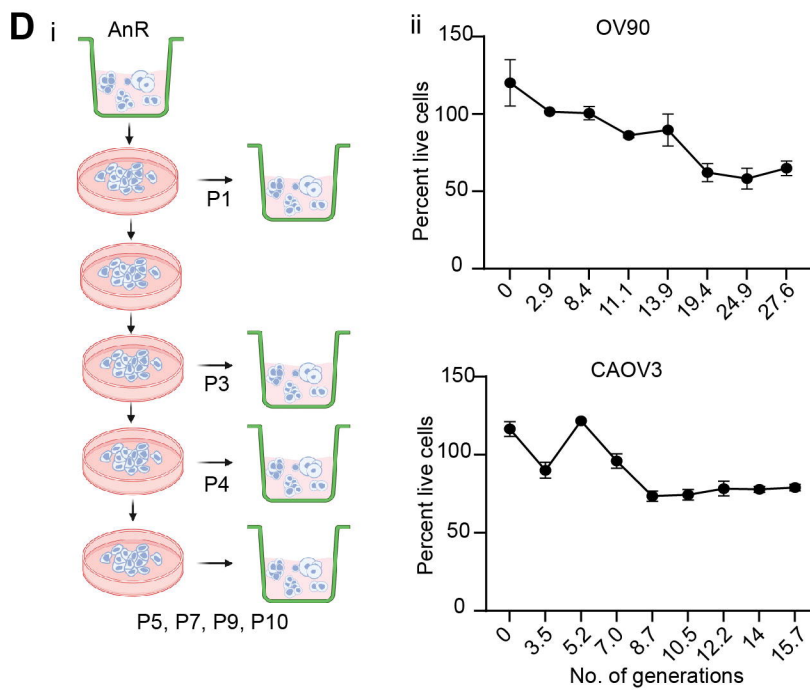 D i
AnR
P1
P3
P4
P5, P7, P9, P10
ii
OV90
Percent live cells
150
100
50
0
0 2.9 8.4 11.1 13.9 19.4 24.9 27.6
CAOV3
Percent live cells
150
100
50
0
0 3.5 5.2 7.0 8.7 10.5 12.2 14 15.7
No. of generations